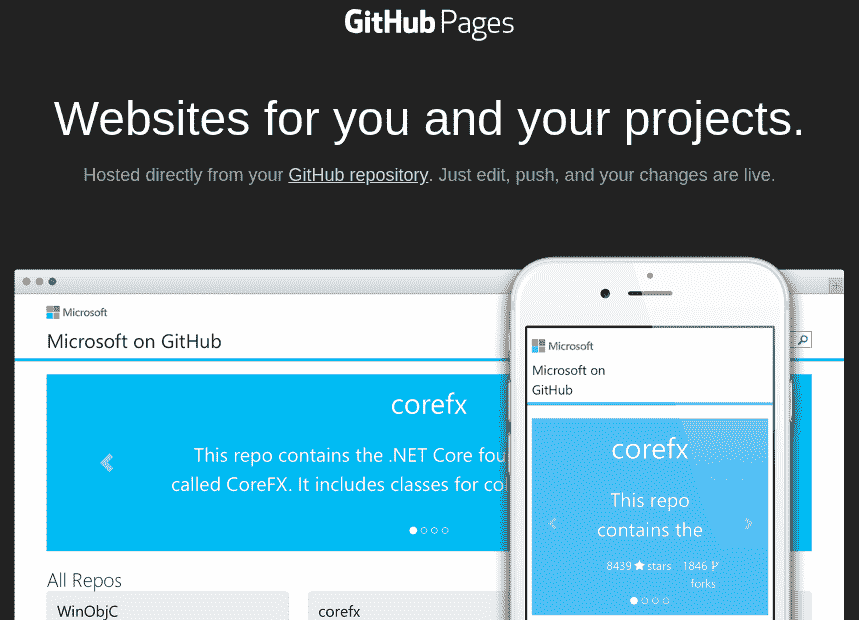 GitHub Pages
Websites for you and your projects.
Hosted directly from your GitHub repository. Just edit, push, and your changes are live.
Microsoft
Microsoft on GitHub
corefx
This repo contains the .NET Core fou
called CoreFX. It includes classes for co
All Repos
WinObjC
corefx
Microsoft
Microsoft on
GitHub
corefx
This repo
contains the
8439 stars 1846
forks